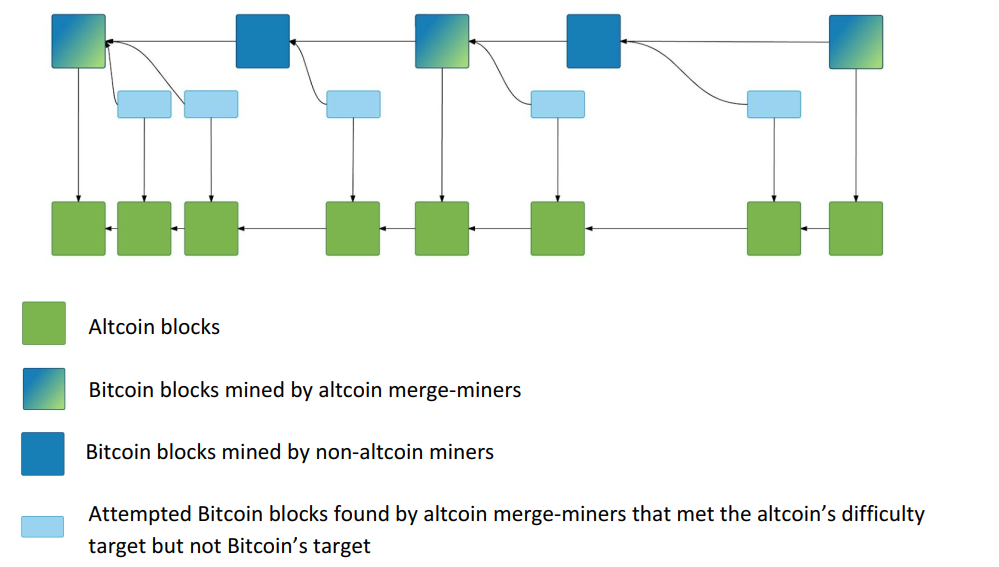 Altcoin blocks
Bitcoin blocks mined by altcoin merge-miners
Bitcoin blocks mined by non-altcoin miners
Attempted Bitcoin blocks found by altcoin merge-miners that met the altcoin’s difficulty
target but not Bitcoin’s target